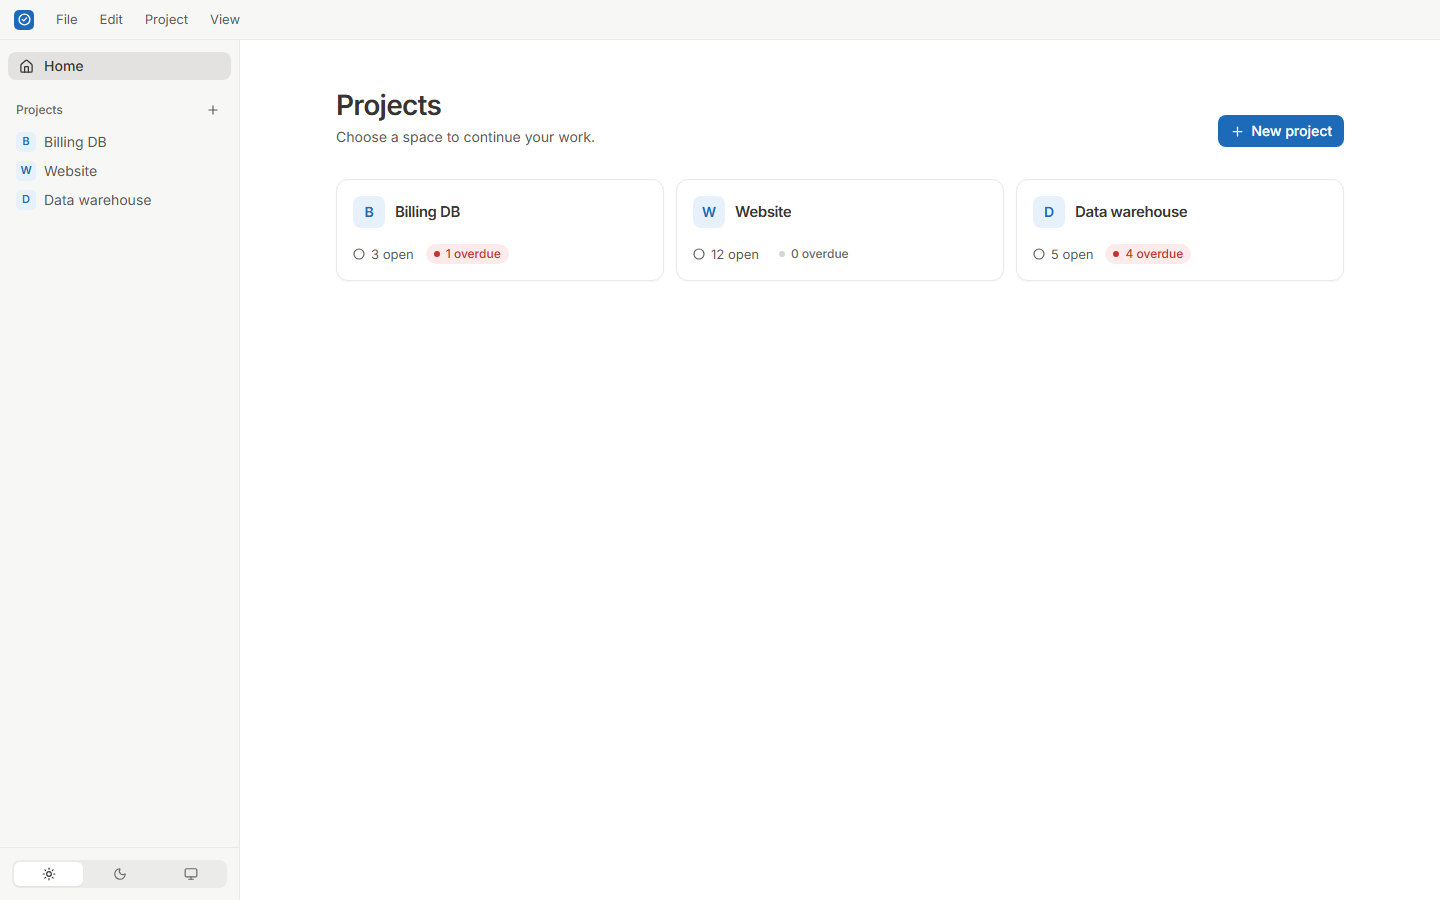 File Edit Project View
Home
Projects
B Billing DB
W Website
D Data warehouse
Projects
Choose a space to continue your work.
New project
B Billing DB
3 open 1 overdue
W Website
12 open 0 overdue
D Data warehouse
5 open 4 overdue